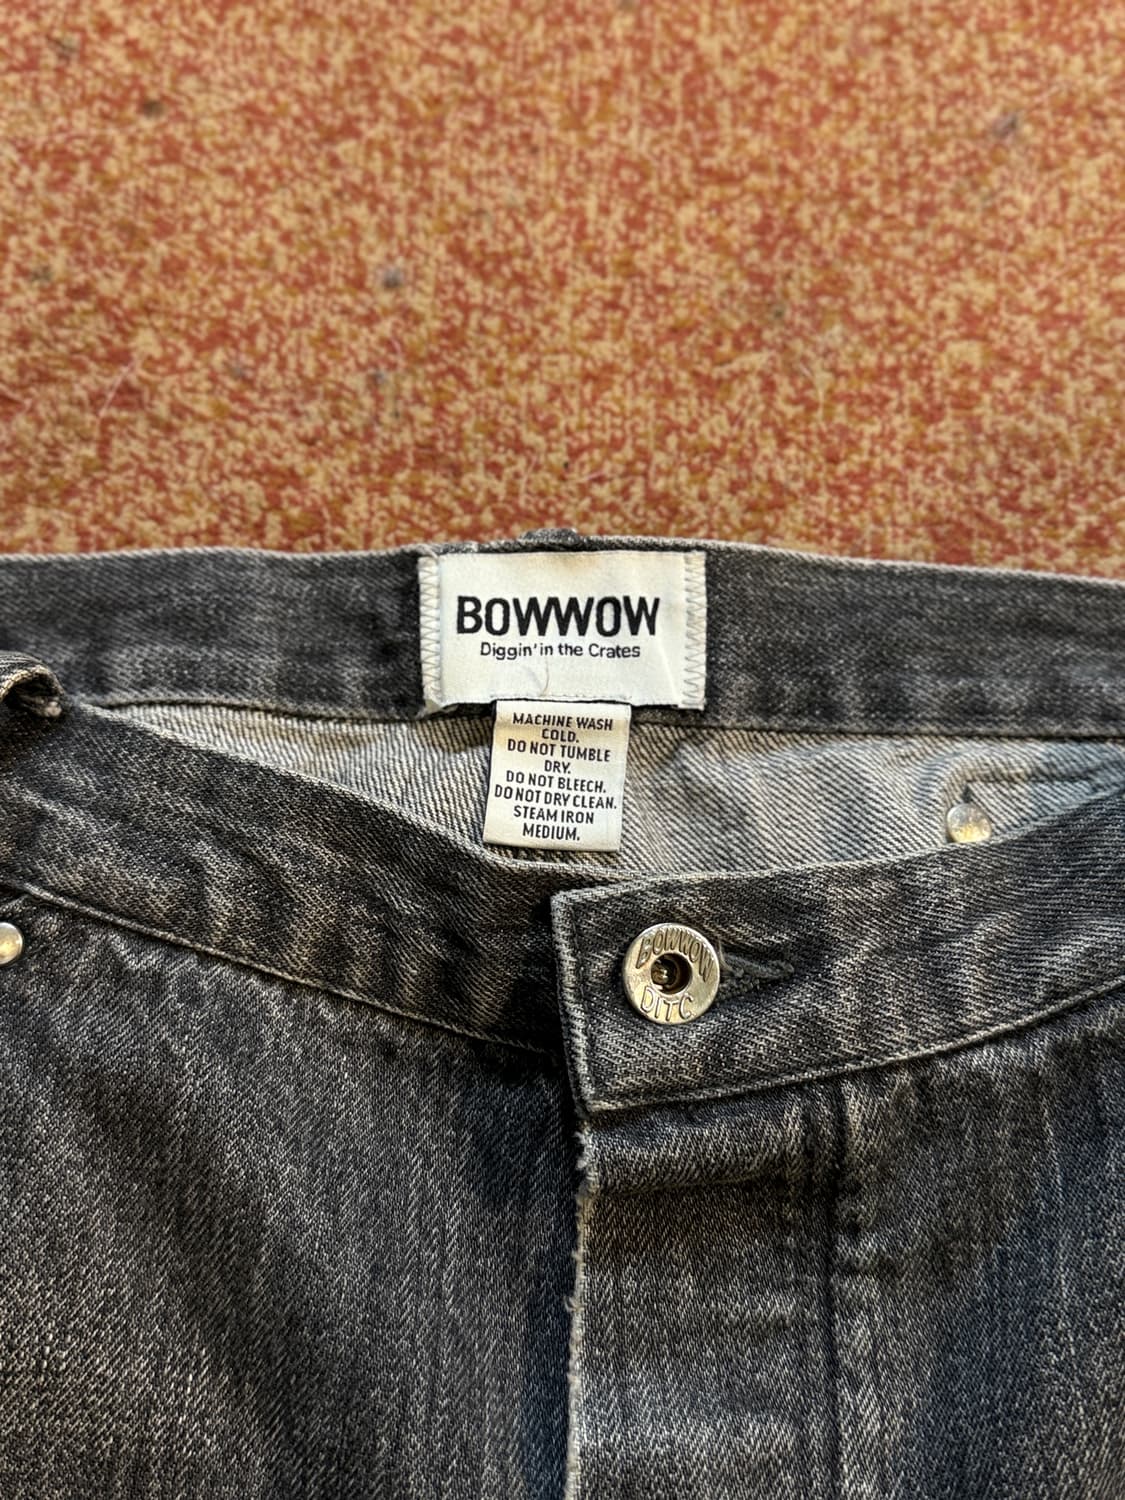 BOWWOW
Diggin' in the Crates
MACHINE WASH
COLD.
DO NOT TUMBLE
DRY.
DO NOT BLEECH.
DO NOT DRY CLEAN.
STEAM IRON
MEDIUM.
BOWWOW
DITC